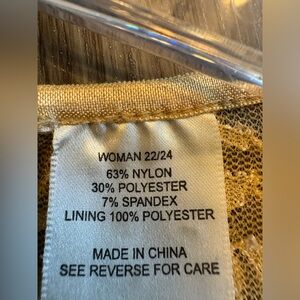 WOMAN 22/24
63% NYLON
30% POLYESTER
7% SPANDEX
LINING 100% POLYESTER
MADE IN CHINA
SEE REVERSE FOR CARE